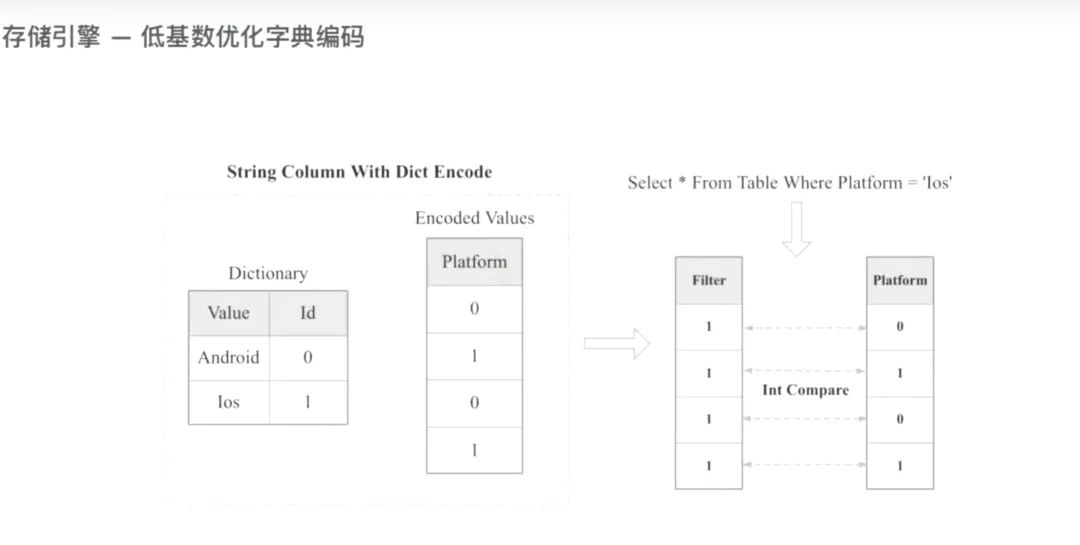 存储引擎 — 低基数优化字典编码
String Column With Dict Encode
Select * From Table Where Platform = 'Ios'
Encoded Values
Dictionary
Value Id
Android 0
Ios 1
Platform
0
1
0
1
Filter Platform
1 0
1 1
Int Compare
1 0
1 1